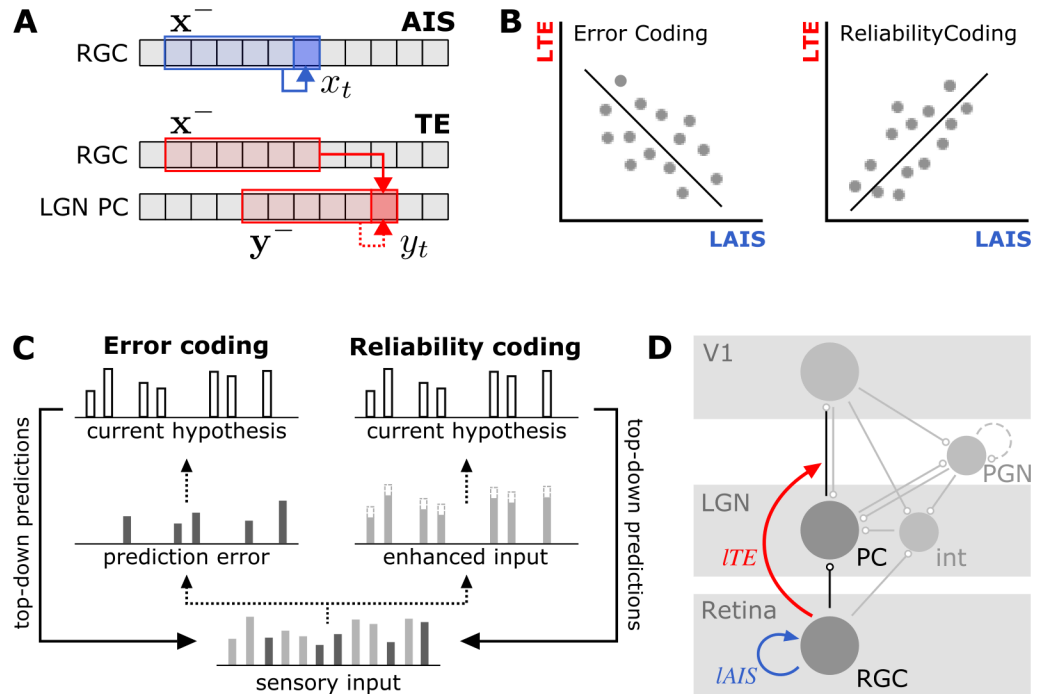 A
x⁻
AIS
RGC
xₜ
x⁻
TE
RGC
LGN PC
y⁻
yₜ
B
LTE
Error Coding
LAIS
LTE
ReliabilityCoding
LAIS
C
Error coding
Reliability coding
current hypothesis
current hypothesis
top-down predictions
top-down predictions
prediction error
enhanced input
sensory input
D
V1
PGN
LGN
PC
int
lTE
Retina
RGC
lAIS